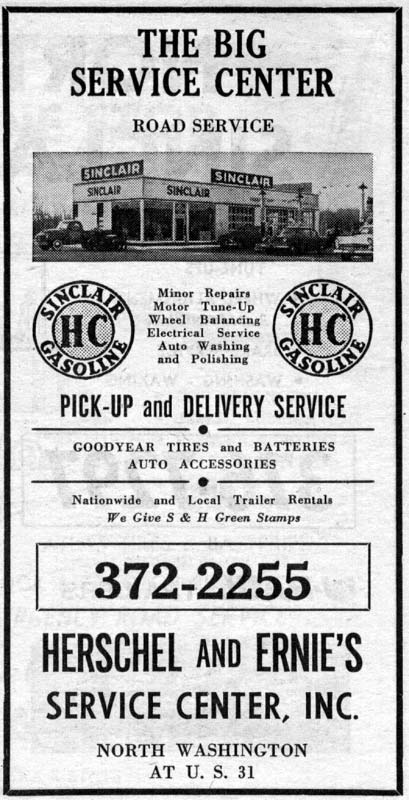 THE BIG
SERVICE CENTER
ROAD SERVICE
SINCLAIR
SINCLAIR
SINCLAIR
SINCLAIR
SINCLAIR
HC
GASOLINE
Minor Repairs
Motor Tune-Up
Wheel Balancing
Electrical Service
Auto Washing
and Polishing
SINCLAIR
HC
GASOLINE
PICK-UP and DELIVERY SERVICE
GOODYEAR TIRES and BATTERIES
AUTO ACCESSORIES
Nationwide and Local Trailer Rentals
We Give S & H Green Stamps
372-2255
HERSCHEL AND ERNIE'S
SERVICE CENTER, INC.
NORTH WASHINGTON
AT U. S. 31